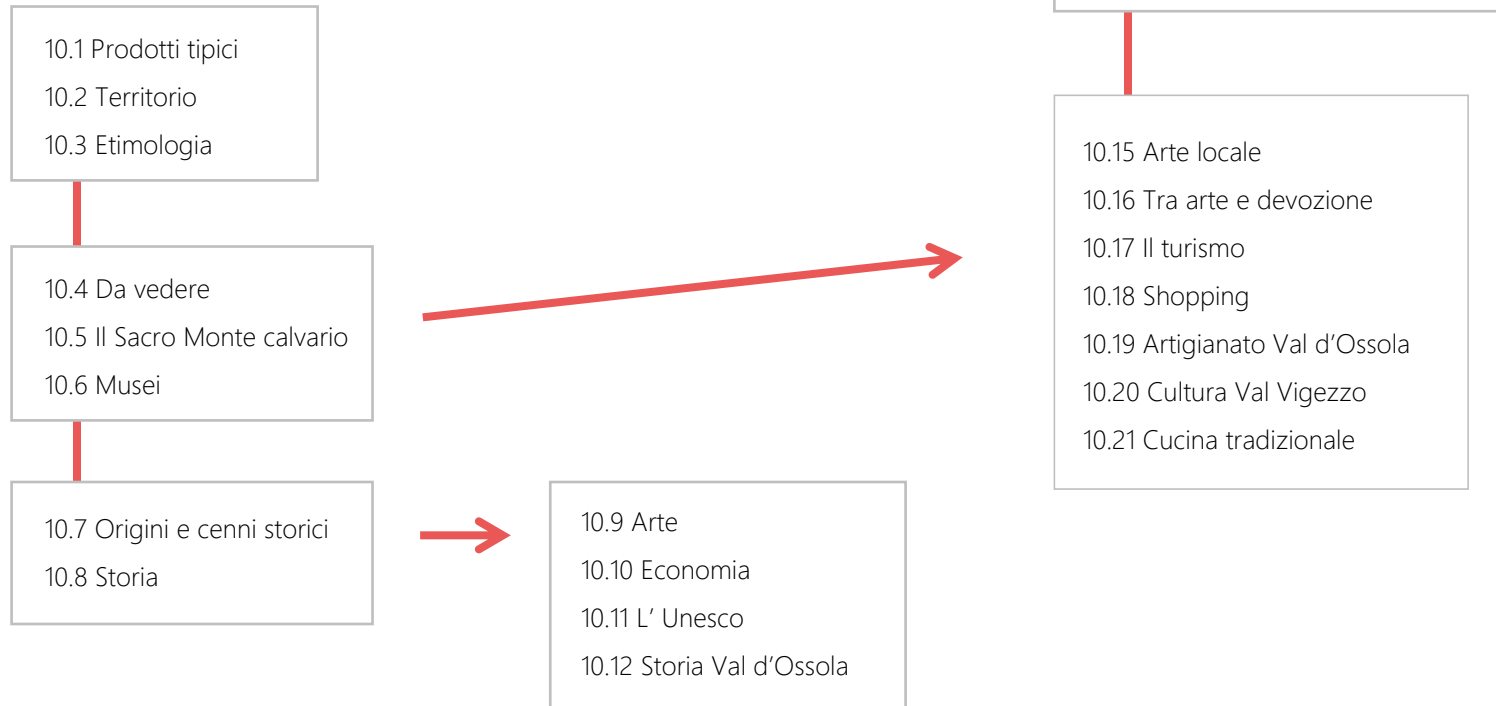 10.1 Prodotti tipici
10.2 Territorio
10.3 Etimologia
10.4 Da vedere
10.5 Il Sacro Monte calvario
10.6 Musei
10.7 Origini e cenni storici
10.8 Storia
10.9 Arte
10.10 Economia
10.11 L’ Unesco
10.12 Storia Val d’Ossola
10.15 Arte locale
10.16 Tra arte e devozione
10.17 Il turismo
10.18 Shopping
10.19 Artigianato Val d’Ossola
10.20 Cultura Val Vigezzo
10.21 Cucina tradizionale